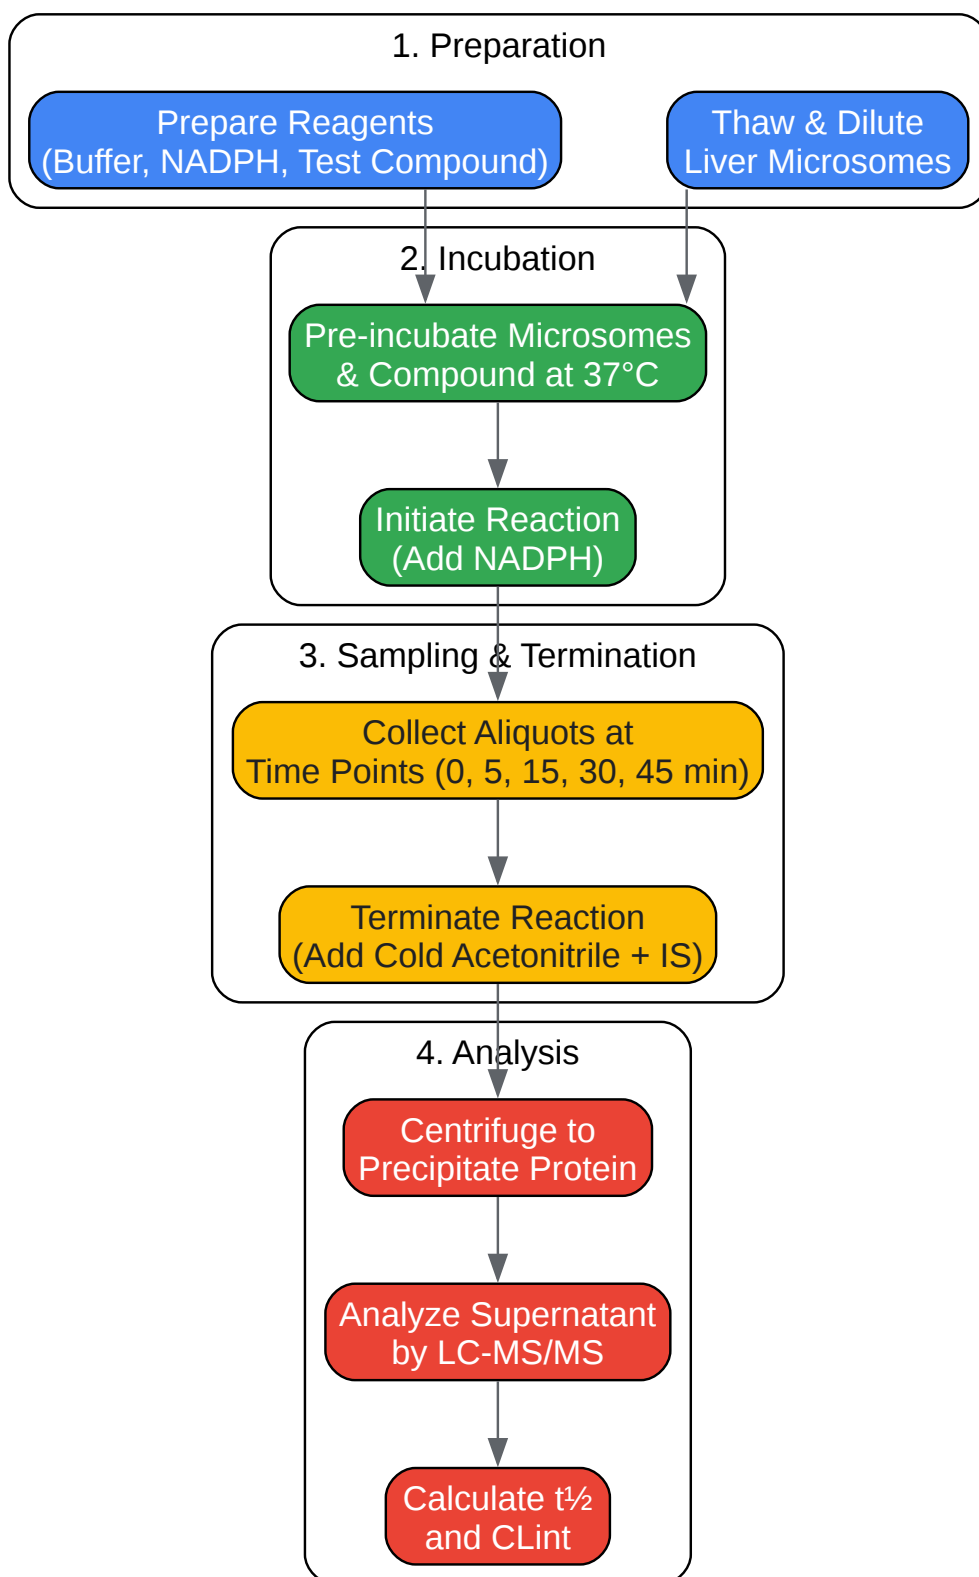 1. Preparation
Prepare Reagents
(Buffer, NADPH, Test Compound)
Thaw & Dilute
Liver Microsomes
2. Incubation
Pre-incubate Microsomes
& Compound at 37°C
Initiate Reaction
(Add NADPH)
3. Sampling & Termination
Collect Aliquots at
Time Points (0, 5, 15, 30, 45 min)
Terminate Reaction
(Add Cold Acetonitrile + IS)
4. Analysis
Centrifuge to
Precipitate Protein
Analyze Supernatant
by LC-MS/MS
Calculate t½
and CLint